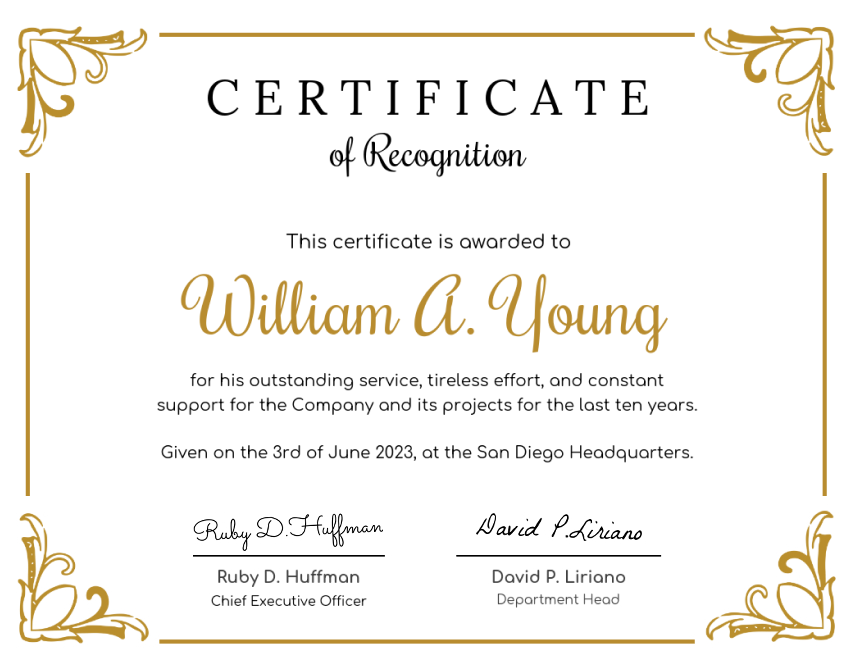 CERTIFICATE
of Recognition
This certificate is awarded to
William A. Young
for his outstanding service, tireless effort, and constant
support for the Company and its projects for the last ten years.
Given on the 3rd of June 2023, at the San Diego Headquarters.
Ruby D. Huffman
David P. Liriano
Ruby D. Huffman
David P. Liriano
Chief Executive Officer
Department Head